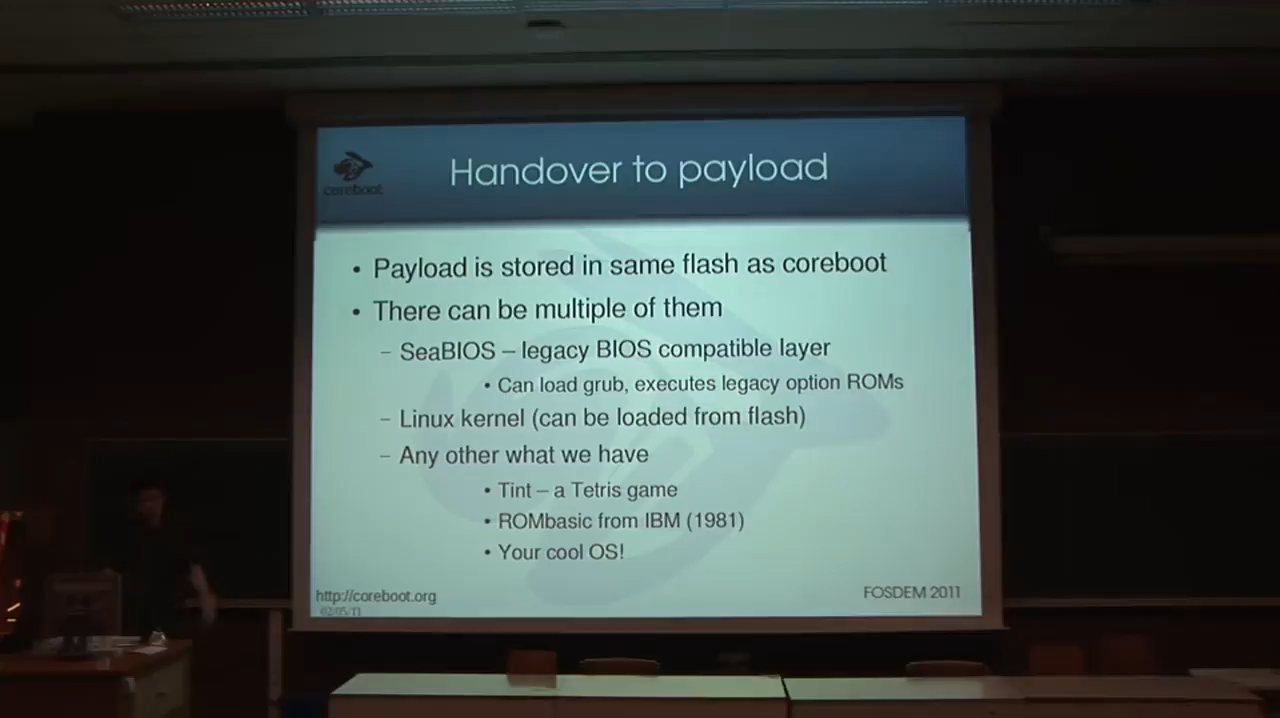 coreboot
Handover to payload
• Payload is stored in same flash as coreboot
• There can be multiple of them
– SeaBIOS – legacy BIOS compatible layer
• Can load grub, executes legacy option ROMs
– Linux kernel (can be loaded from flash)
– Any other what we have
• Tint – a Tetris game
• ROMbasic from IBM (1981)
• Your cool OS!
http://coreboot.org
FOSDEM 2011
02/05/11